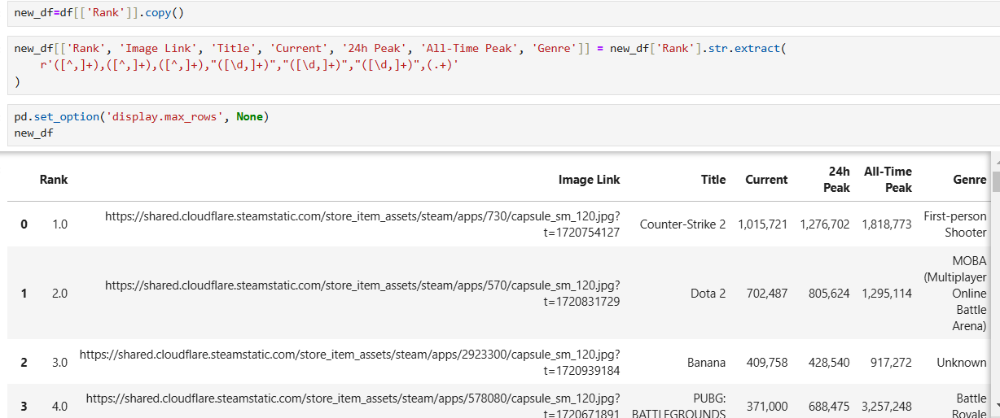 new_df=df[['Rank']].copy()
new_df[['Rank', 'Image Link', 'Title', 'Current', '24h Peak', 'All-Time Peak', 'Genre']] = new_df['Rank'].str.extract(
r'([^,]+),([^,]+),([^,]+),"([\d,]+)","([\d,]+)","([\d,]+)",(.+)'
)
pd.set_option('display.max_rows', None)
new_df
Rank Image Link Title Current 24h Peak All-Time Peak Genre
0 1.0 https://shared.cloudflare.steamstatic.com/store_item_assets/steam/apps/730/capsule_sm_120.jpg? Counter-Strike 2 1,015,721 1,276,702 1,818,773 First-person
t=1720754127 Shooter
1 2.0 https://shared.cloudflare.steamstatic.com/store_item_assets/steam/apps/570/capsule_sm_120.jpg? Dota 2 702,487 805,624 1,295,114 MOBA
t=1720831729 (Multiplayer
Online
Battle
Arena)
2 3.0 https://shared.cloudflare.steamstatic.com/store_item_assets/steam/apps/2923300/capsule_sm_120.jpg? Banana 409,758 428,540 917,272 Unknown
t=1720939184
3 4.0 https://shared.cloudflare.steamstatic.com/store_item_assets/steam/apps/578080/capsule_sm_120.jpg? PUBG: 371,000 688,475 3,257,248 Battle
t=1720671891 BATTLEGROUNDS Royale